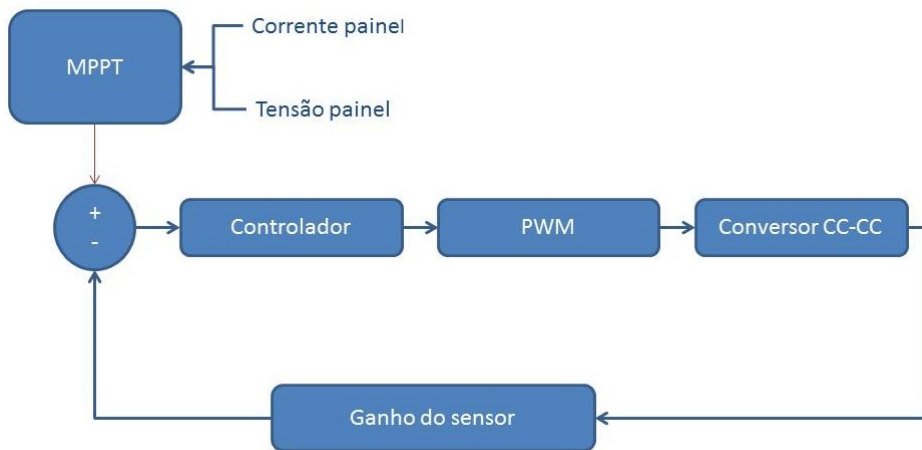 MPPT
Corrente painel
Tensão painel
+
-
Controlador
PWM
Conversor CC-CC
Ganho do sensor